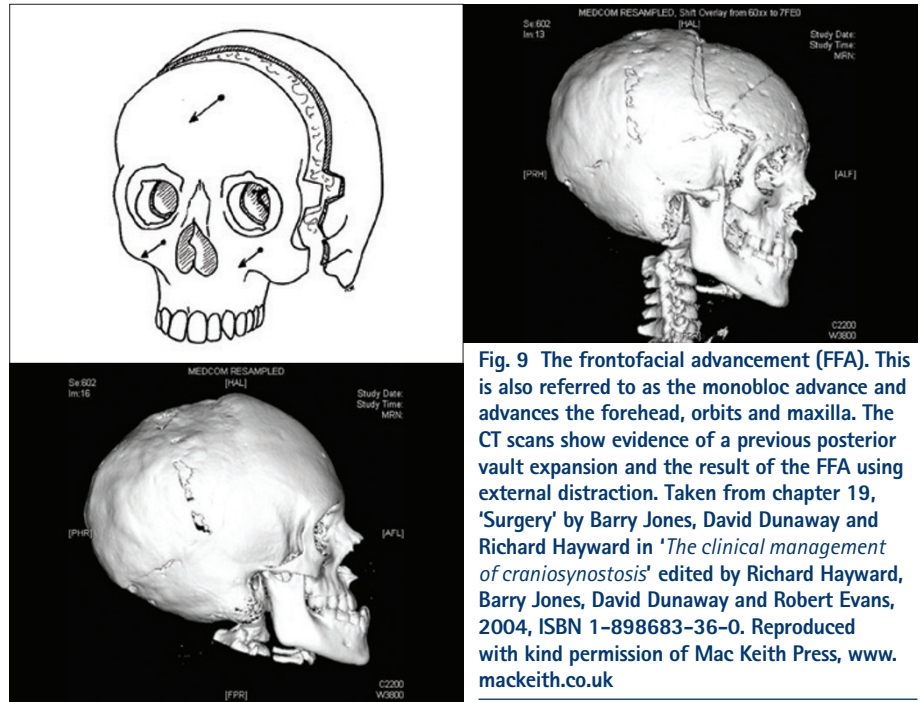 MEDCOM RESAMPLED, Shift Overlay from 60xx to 7FE0
Se:602
[HAL]
Im:13
Study Date:
Study Time:
MRN:
[PRH]
[ALF]
C2200
W3800
MEDCOM RESAMPLED
Se:602
[HAL]
Im:16
Study Date:
Study Time:
MRN:
[PHR]
[AFL]
C2200
W3800
[FPR]
Fig. 9 The frontofacial advancement (FFA). This
is also referred to as the monobloc advance and
advances the forehead, orbits and maxilla. The
CT scans show evidence of a previous posterior
vault expansion and the result of the FFA using
external distraction. Taken from chapter 19,
'Surgery' by Barry Jones, David Dunaway and
Richard Hayward in 'The clinical management
of craniosynostosis' edited by Richard Hayward,
Barry Jones, David Dunaway and Robert Evans,
2004, ISBN 1-898683-36-0. Reproduced
with kind permission of Mac Keith Press, www.
mackeith.co.uk